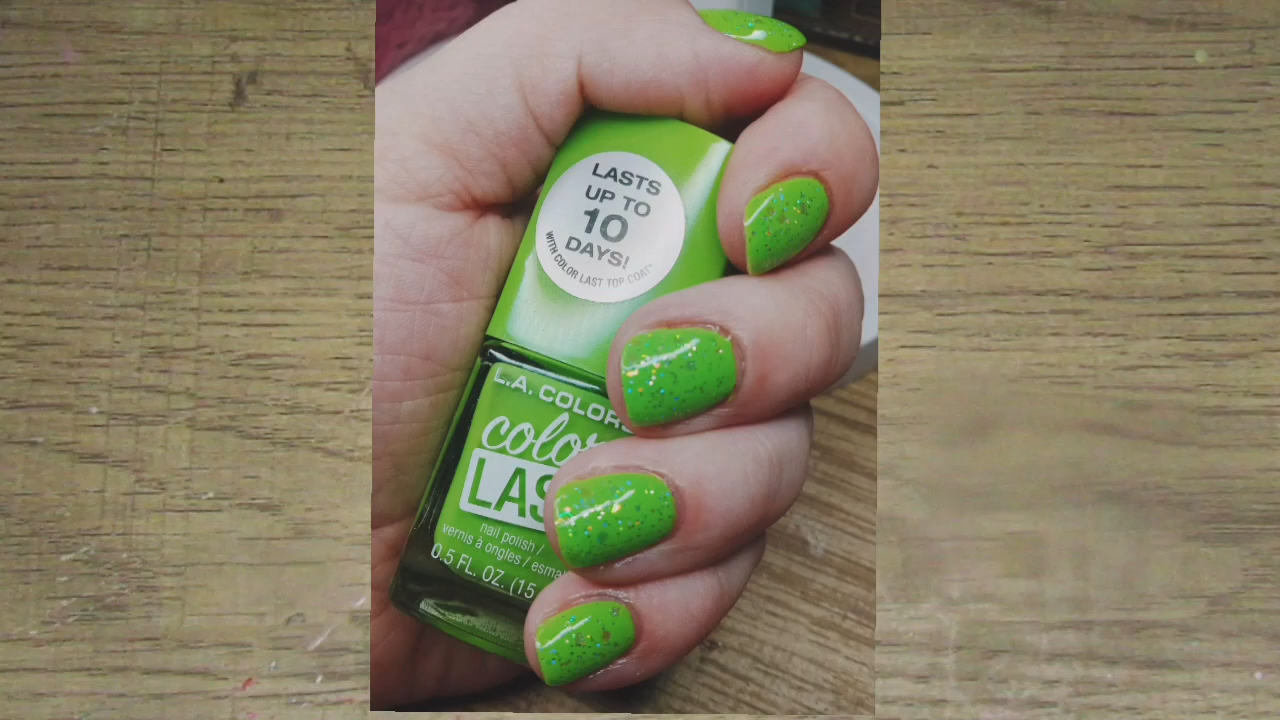 LASTS
UP TO
10
DAYS!
WITH COLOR LAST TOP COAT*
L.A. COLORS
color
LAS
nail polish /
vernis à ongles / esmal
0.5 FL. OZ. (15